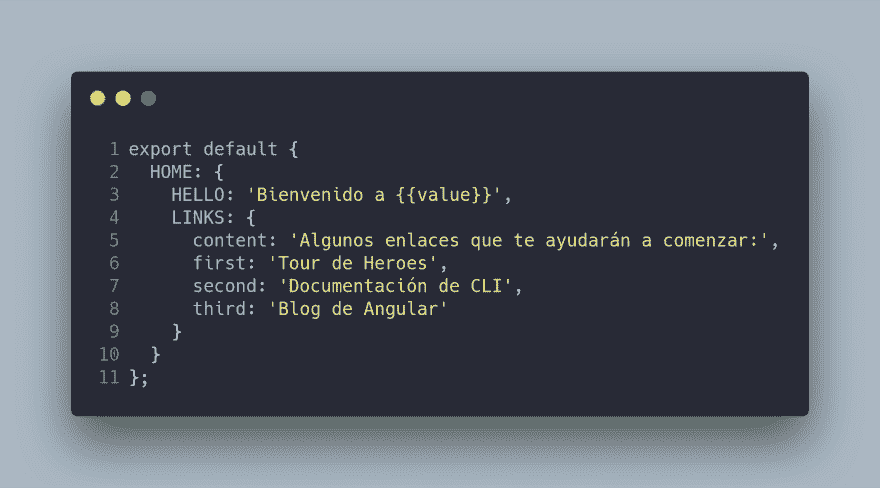 1 export default {
2   HOME: {
3     HELLO: 'Bienvenido a {{value}}',
4     LINKS: {
5       content: 'Algunos enlaces que te ayudarán a comenzar:',
6       first: 'Tour de Heroes',
7       second: 'Documentación de CLI',
8       third: 'Blog de Angular'
9     }
10   }
11 };